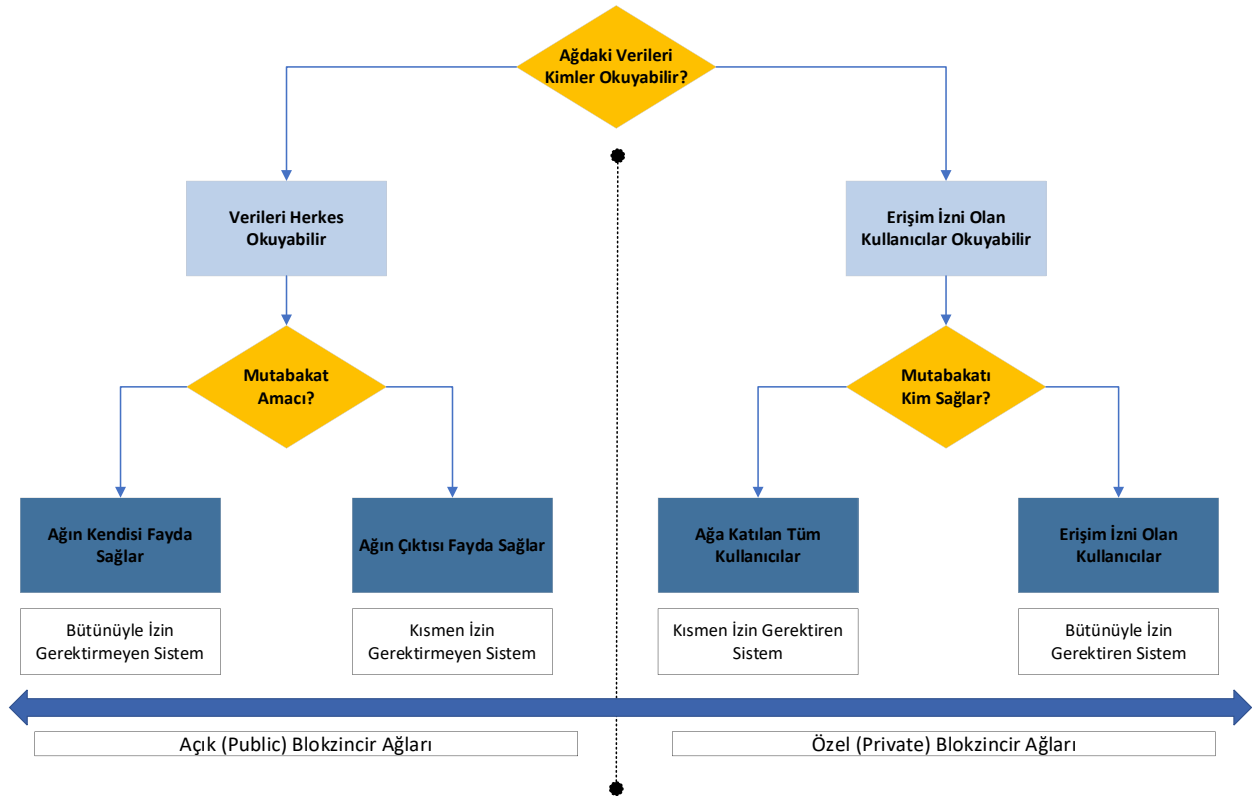 Ağdaki Verileri
Kimler Okuyabilir?
Verileri Herkes
Okuyabilir
Erişim İzni Olan
Kullanıcılar Okuyabilir
Mutabakat
Amacı?
Mutabakatı
Kim Sağlar?
Ağın Kendisi Fayda
Sağlar
Ağın Çıktısı Fayda Sağlar
Ağa Katılan Tüm
Kullanıcılar
Erişim İzni Olan
Kullanıcılar
Bütünüyle İzin
Gerektirmeyen Sistem
Kısmen İzin
Gerektirmeyen Sistem
Kısmen İzin Gerektiren
Sistem
Bütünüyle İzin
Gerektiren Sistem
Açık (Public) Blokzincir Ağları
Özel (Private) Blokzincir Ağları